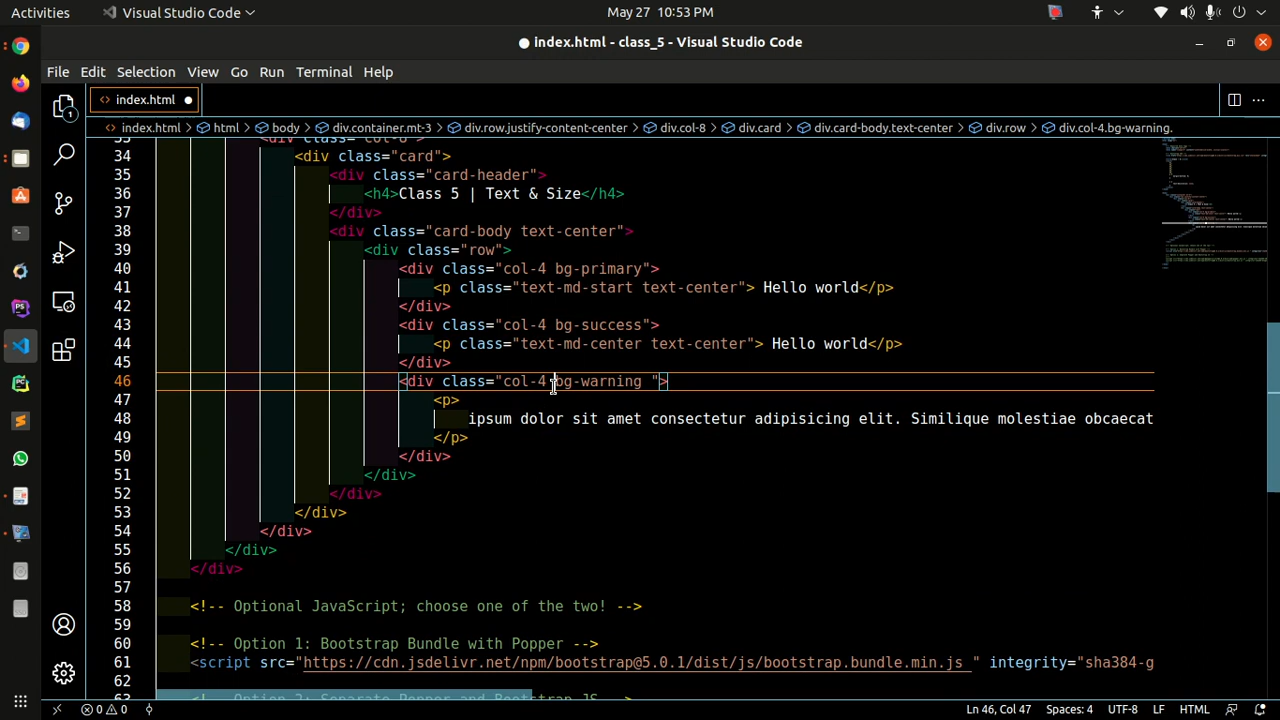 Activities
Visual Studio Code
May 27 10:53 PM
● index.html - class_5 - Visual Studio Code
File Edit Selection View Go Run Terminal Help
index.html
index.html > html > body > div.container.mt-3 > div.row.justify-content-center > div.col-8 > div.card > div.card-body.text-center > div.row > div.col-4.bg-warning.
34 <div class="card">
35 <div class="card-header">
36 <h4>Class 5 | Text & Size</h4>
37 </div>
38 <div class="card-body text-center">
39 <div class="row">
40 <div class="col-4 bg-primary">
41 <p class="text-md-start text-center"> Hello world</p>
42 </div>
43 <div class="col-4 bg-success">
44 <p class="text-md-center text-center"> Hello world</p>
45 </div>
46 <div class="col-4 bg-warning ">
47 <p>
48 ipsum dolor sit amet consectetur adipisicing elit. Similique molestiae obcaecat
49 </p>
50 </div>
51 </div>
52 </div>
53 </div>
54 </div>
55 </div>
56 </div>
57
58 <!-- Optional JavaScript; choose one of the two! -->
59
60 <!-- Option 1: Bootstrap Bundle with Popper -->
61 <script src="https://cdn.jsdelivr.net/npm/bootstrap@5.0.1/dist/js/bootstrap.bundle.min.js " integrity="sha384-g
62
63 <!-- Option 2: Separate Popper and Bootstrap JS -->
0 0 Ln 46, Col 47 Spaces: 4 UTF-8 LF HTML